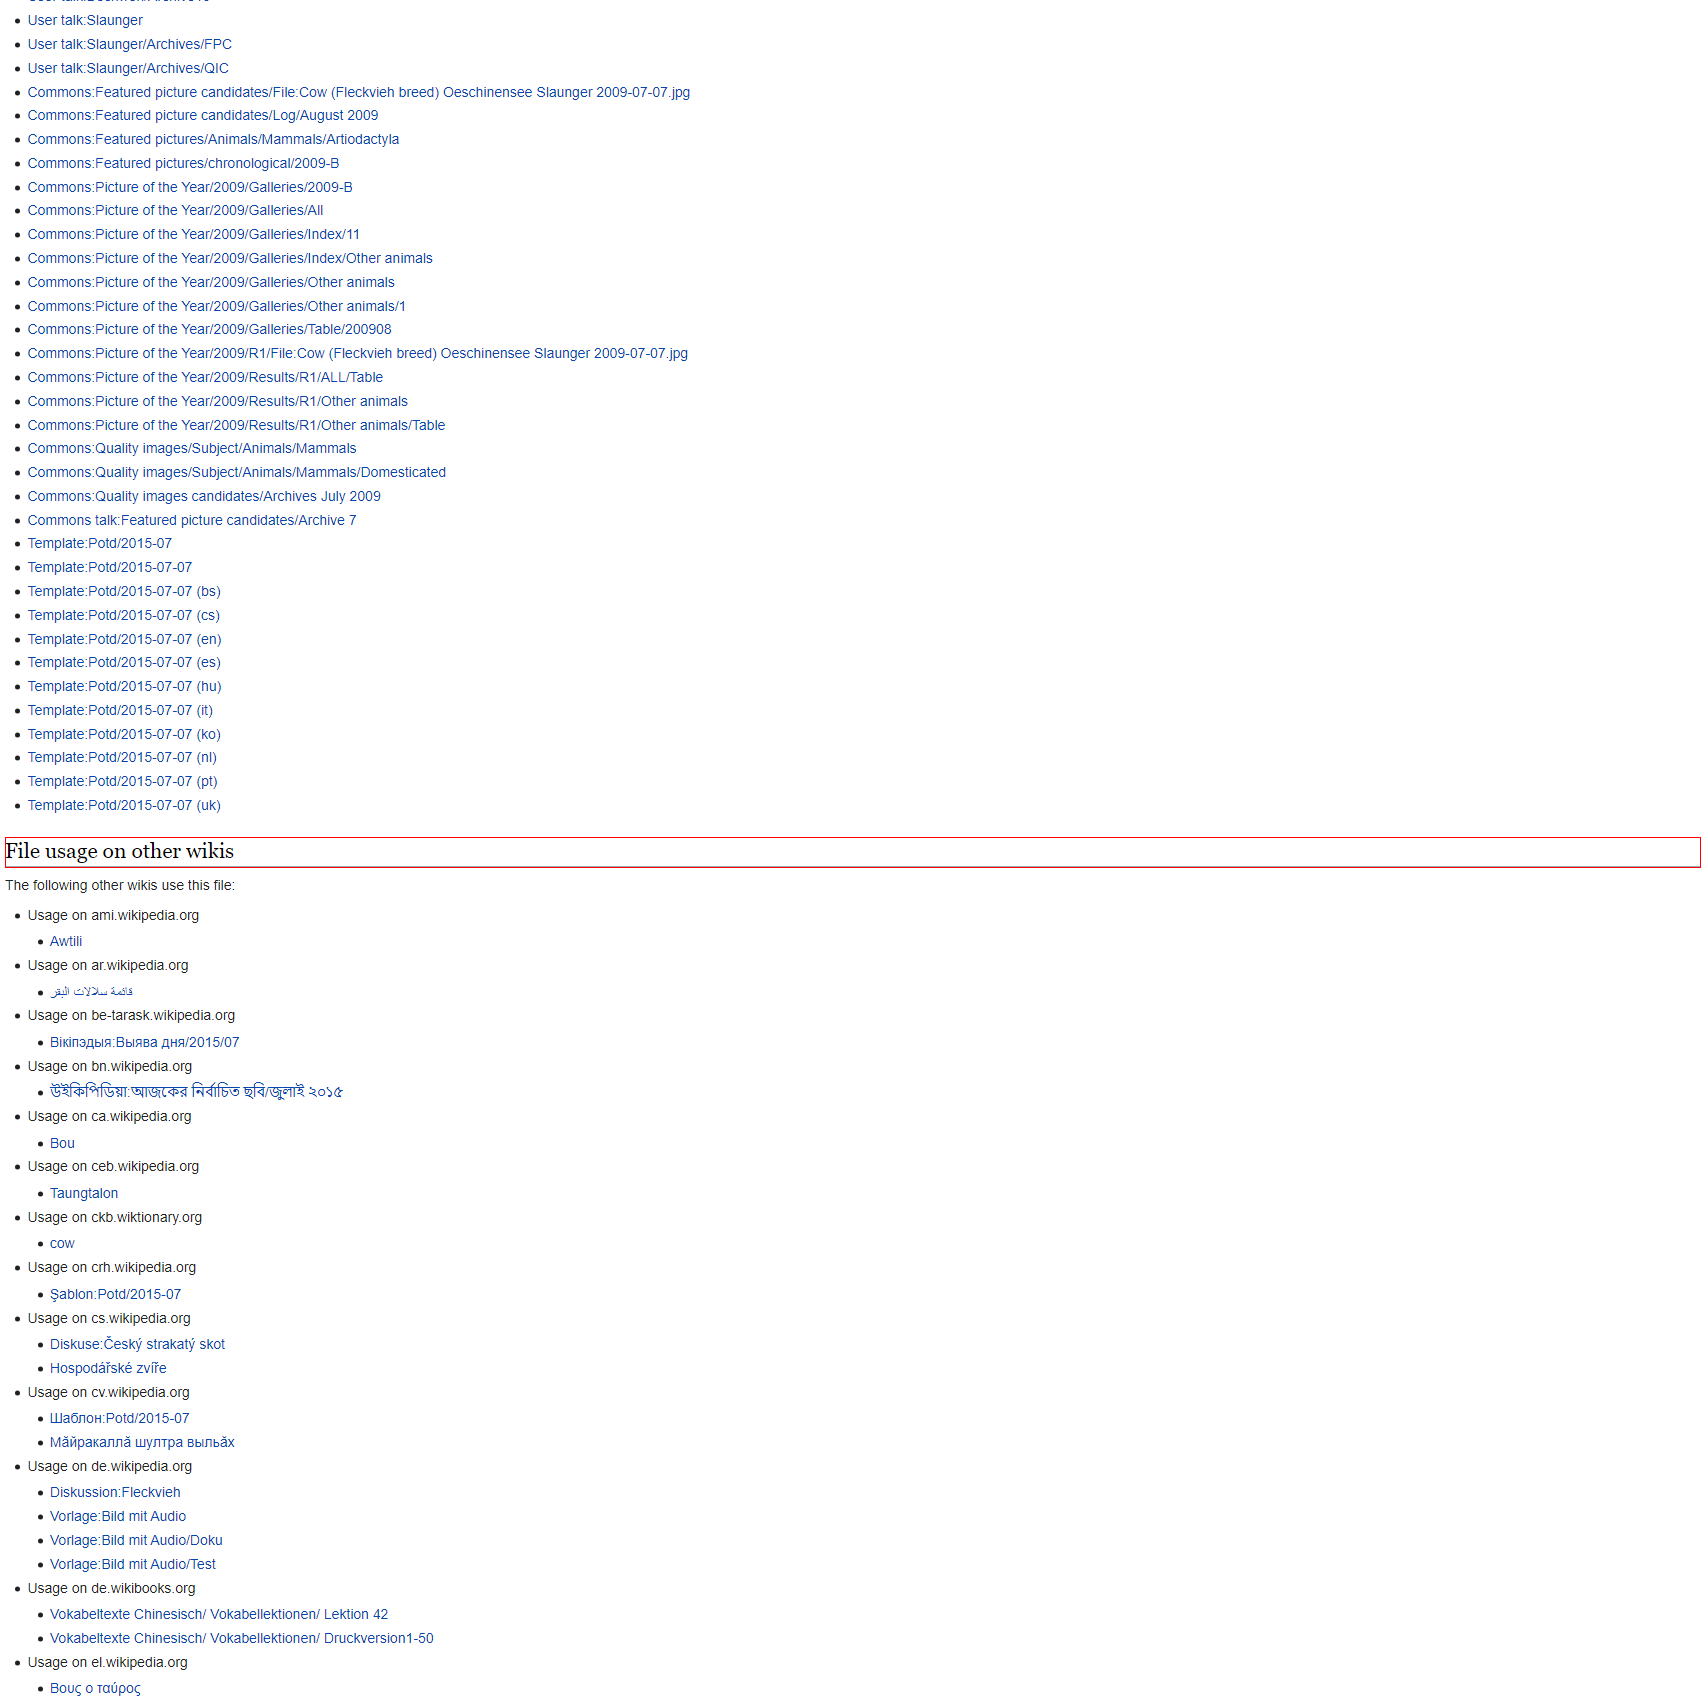 User talk:Slaunger
User talk:Slaunger/Archives/FPC
User talk:Slaunger/Archives/QIC
Commons:Featured picture candidates/File:Cow (Fleckvieh breed) Oeschinensee Slaunger 2009-07-07.jpg
Commons:Featured picture candidates/Log/August 2009
Commons:Featured pictures/Animals/Mammals/Artiodactyla
Commons:Featured pictures/chronological/2009-B
Commons:Picture of the Year/2009/Galleries/2009-B
Commons:Picture of the Year/2009/Galleries/All
Commons:Picture of the Year/2009/Galleries/Index/11
Commons:Picture of the Year/2009/Galleries/Index/Other animals
Commons:Picture of the Year/2009/Galleries/Other animals
Commons:Picture of the Year/2009/Galleries/Other animals/1
Commons:Picture of the Year/2009/Galleries/Table/200908
Commons:Picture of the Year/2009/R1/File:Cow (Fleckvieh breed) Oeschinensee Slaunger 2009-07-07.jpg
Commons:Picture of the Year/2009/Results/R1/ALL/Table
Commons:Picture of the Year/2009/Results/R1/Other animals
Commons:Picture of the Year/2009/Results/R1/Other animals/Table
Commons:Quality images/Subject/Animals/Mammals
Commons:Quality images/Subject/Animals/Mammals/Domesticated
Commons:Quality images candidates/Archives July 2009
Commons talk:Featured picture candidates/Archive 7
Template:Potd/2015-07
Template:Potd/2015-07-07
Template:Potd/2015-07-07 (bs)
Template:Potd/2015-07-07 (cs)
Template:Potd/2015-07-07 (en)
Template:Potd/2015-07-07 (es)
Template:Potd/2015-07-07 (hu)
Template:Potd/2015-07-07 (it)
Template:Potd/2015-07-07 (ko)
Template:Potd/2015-07-07 (nl)
Template:Potd/2015-07-07 (pt)
Template:Potd/2015-07-07 (uk)
File usage on other wikis
The following other wikis use this file:
Usage on ami.wikipedia.org
Awtili
Usage on ar.wikipedia.org
قائمة سلالات البقر
Usage on be-tarask.wikipedia.org
Вікіпэдыя:Выява дня/2015/07
Usage on bn.wikipedia.org
উইকিপিডিয়া:আজকের নির্বাচিত ছবি/জুলাই ২০১৫
Usage on ca.wikipedia.org
Bou
Usage on ceb.wikipedia.org
Taungtalon
Usage on ckb.wiktionary.org
cow
Usage on crh.wikipedia.org
Şablon:Potd/2015-07
Usage on cs.wikipedia.org
Diskuse:Český strakatý skot
Hospodářské zvíře
Usage on cv.wikipedia.org
Шаблон:Potd/2015-07
Мăйракаллă шултра выльăх
Usage on de.wikipedia.org
Diskussion:Fleckvieh
Vorlage:Bild mit Audio
Vorlage:Bild mit Audio/Doku
Vorlage:Bild mit Audio/Test
Usage on de.wikibooks.org
Vokabeltexte Chinesisch/ Vokabellektionen/ Lektion 42
Vokabeltexte Chinesisch/ Vokabellektionen/ Druckversion1-50
Usage on el.wikipedia.org
Βους ο ταύρος